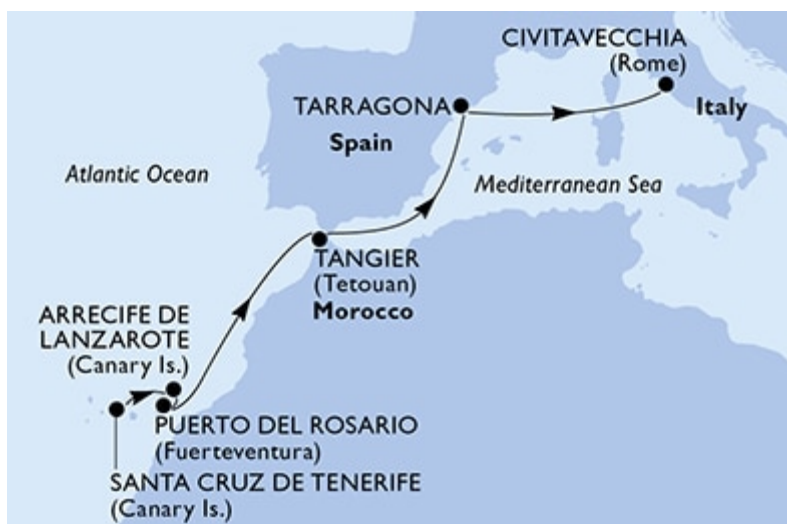 CIVITAVECCHIA
(Rome)
TARRAGONA
Italy
Spain
Atlantic Ocean
Mediterranean Sea
TANGIER
(Tetouan)
Morocco
ARRECIFE DE
LANZAROTE
(Canary Is.)
PUERTO DEL ROSARIO
(Fuerteventura)
SANTA CRUZ DE TENERIFE
(Canary Is.)